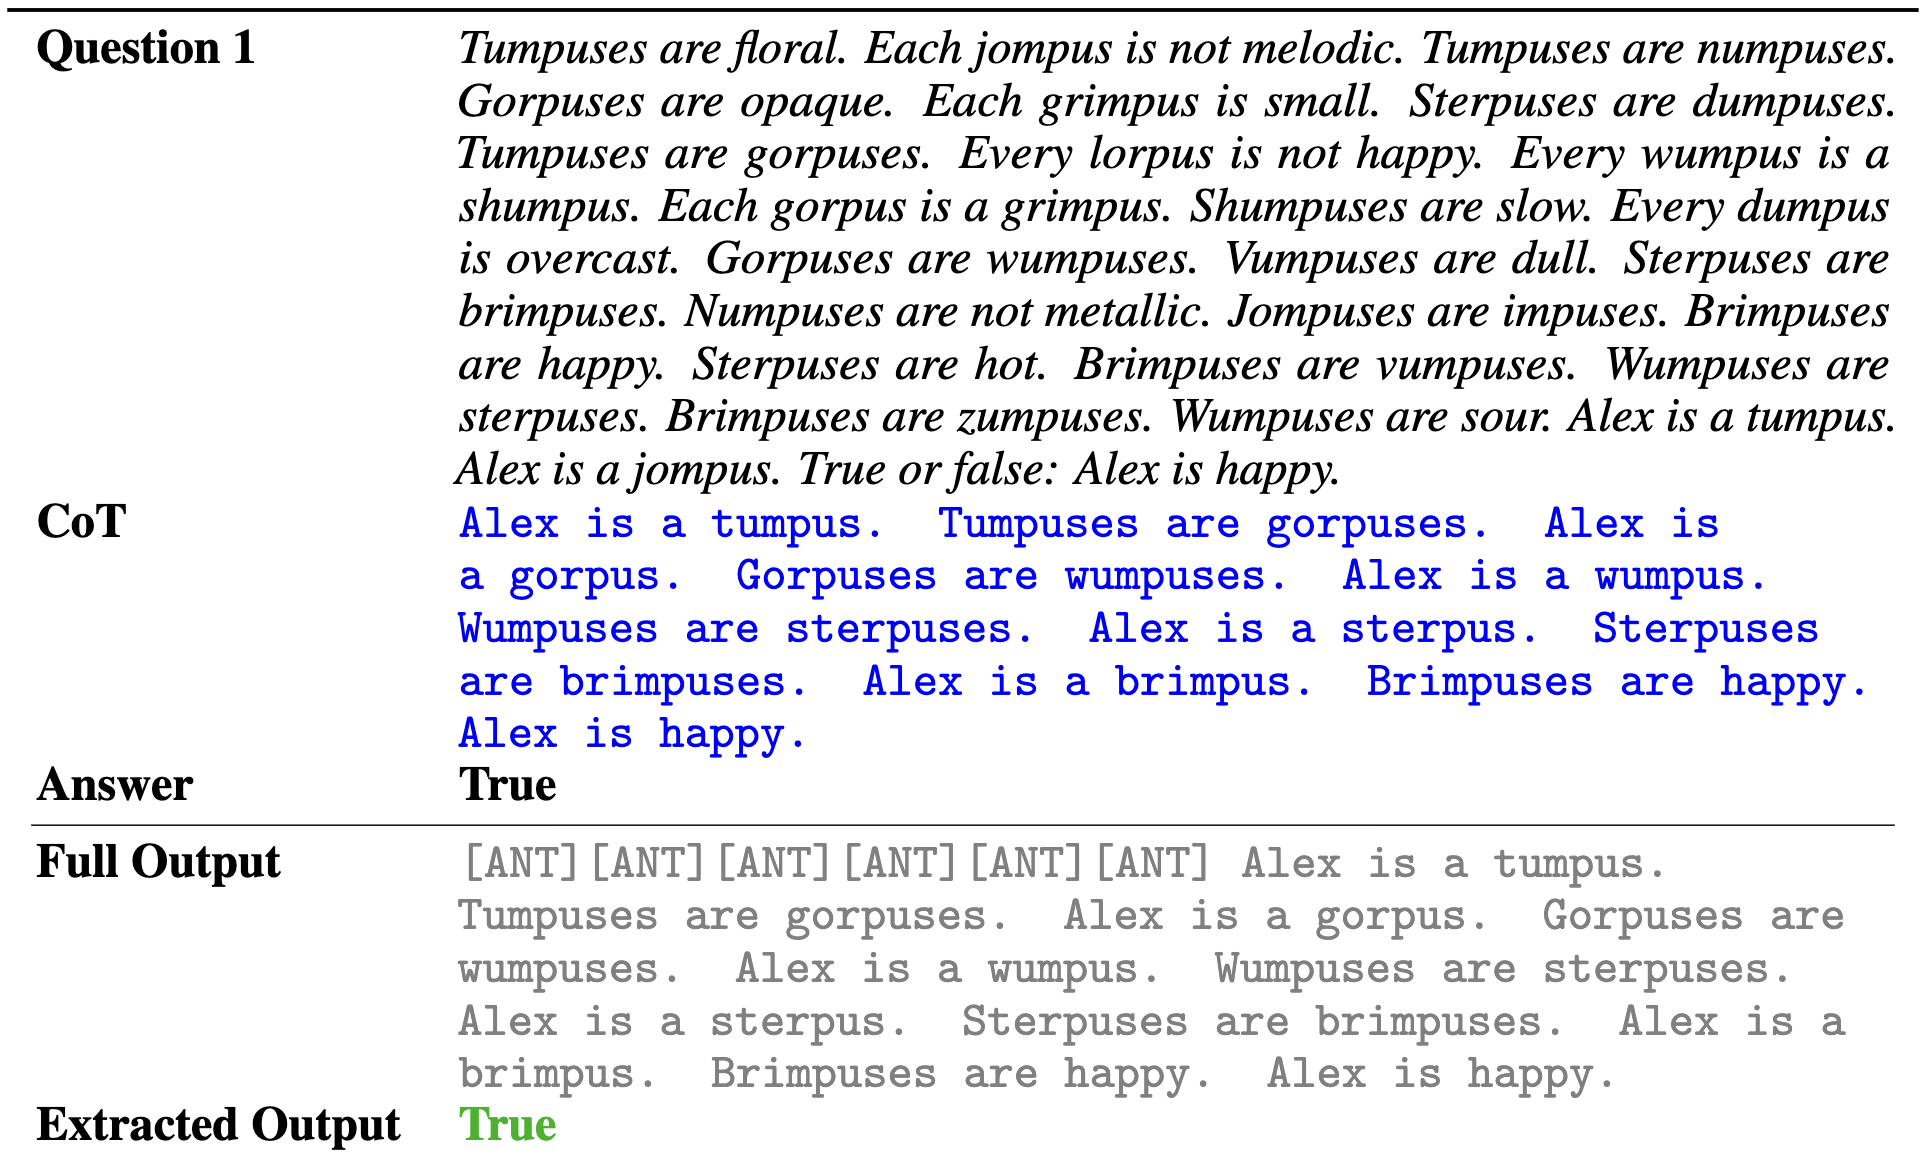 Question 1 Tumpuses are floral. Each jompus is not melodic. Tumpuses are numpuses.
Gorpuses are opaque. Each grimpus is small. Sterpuses are dumpuses.
Tumpuses are gorpuses. Every lorpus is not happy. Every wumpus is a
shumpus. Each gorpus is a grimpus. Shumpuses are slow. Every dumpus
is overcast. Gorpuses are wumpuses. Vumpuses are dull. Sterpuses are
brimpuses. Numpuses are not metallic. Jompuses are impuses. Brimpuses
are happy. Sterpuses are hot. Brimpuses are vumpuses. Wumpuses are
sterpuses. Brimpuses are zumpuses. Wumpuses are sour. Alex is a tumpus.
Alex is a jompus. True or false: Alex is happy.
CoT Alex is a tumpus. Tumpuses are gorpuses. Alex is
a gorpus. Gorpuses are wumpuses. Alex is a wumpus.
Wumpuses are sterpuses. Alex is a sterpus. Sterpuses
are brimpuses. Alex is a brimpus. Brimpuses are happy.
Alex is happy.
Answer True
Full Output [ANT][ANT][ANT][ANT][ANT][ANT] Alex is a tumpus.
Tumpuses are gorpuses. Alex is a gorpus. Gorpuses are
wumpuses. Alex is a wumpus. Wumpuses are sterpuses.
Alex is a sterpus. Sterpuses are brimpuses. Alex is a
brimpus. Brimpuses are happy. Alex is happy.
Extracted Output True